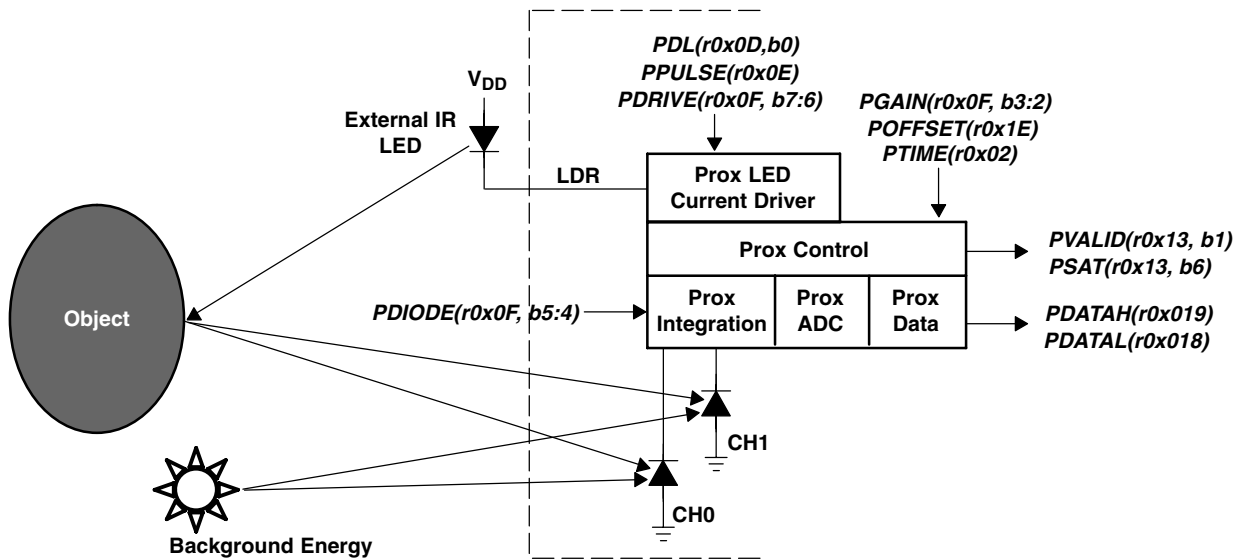 PDL(r0x0D,b0)
PPULSE(r0x0E)
PDRIVE(r0x0F, b7:6)
VDD
External IR
LED
PGAIN(r0x0F, b3:2)
POFFSET(r0x1E)
PTIME(r0x02)
LDR
Prox LED
Current Driver
Prox Control
PVALID(r0x13, b1)
PSAT(r0x13, b6)
Object
PDIODE(r0x0F, b5:4)
Prox
Integration
Prox
ADC
Prox
Data
PDATAH(r0x019)
PDATAL(r0x018)
CH1
CH0
Background Energy